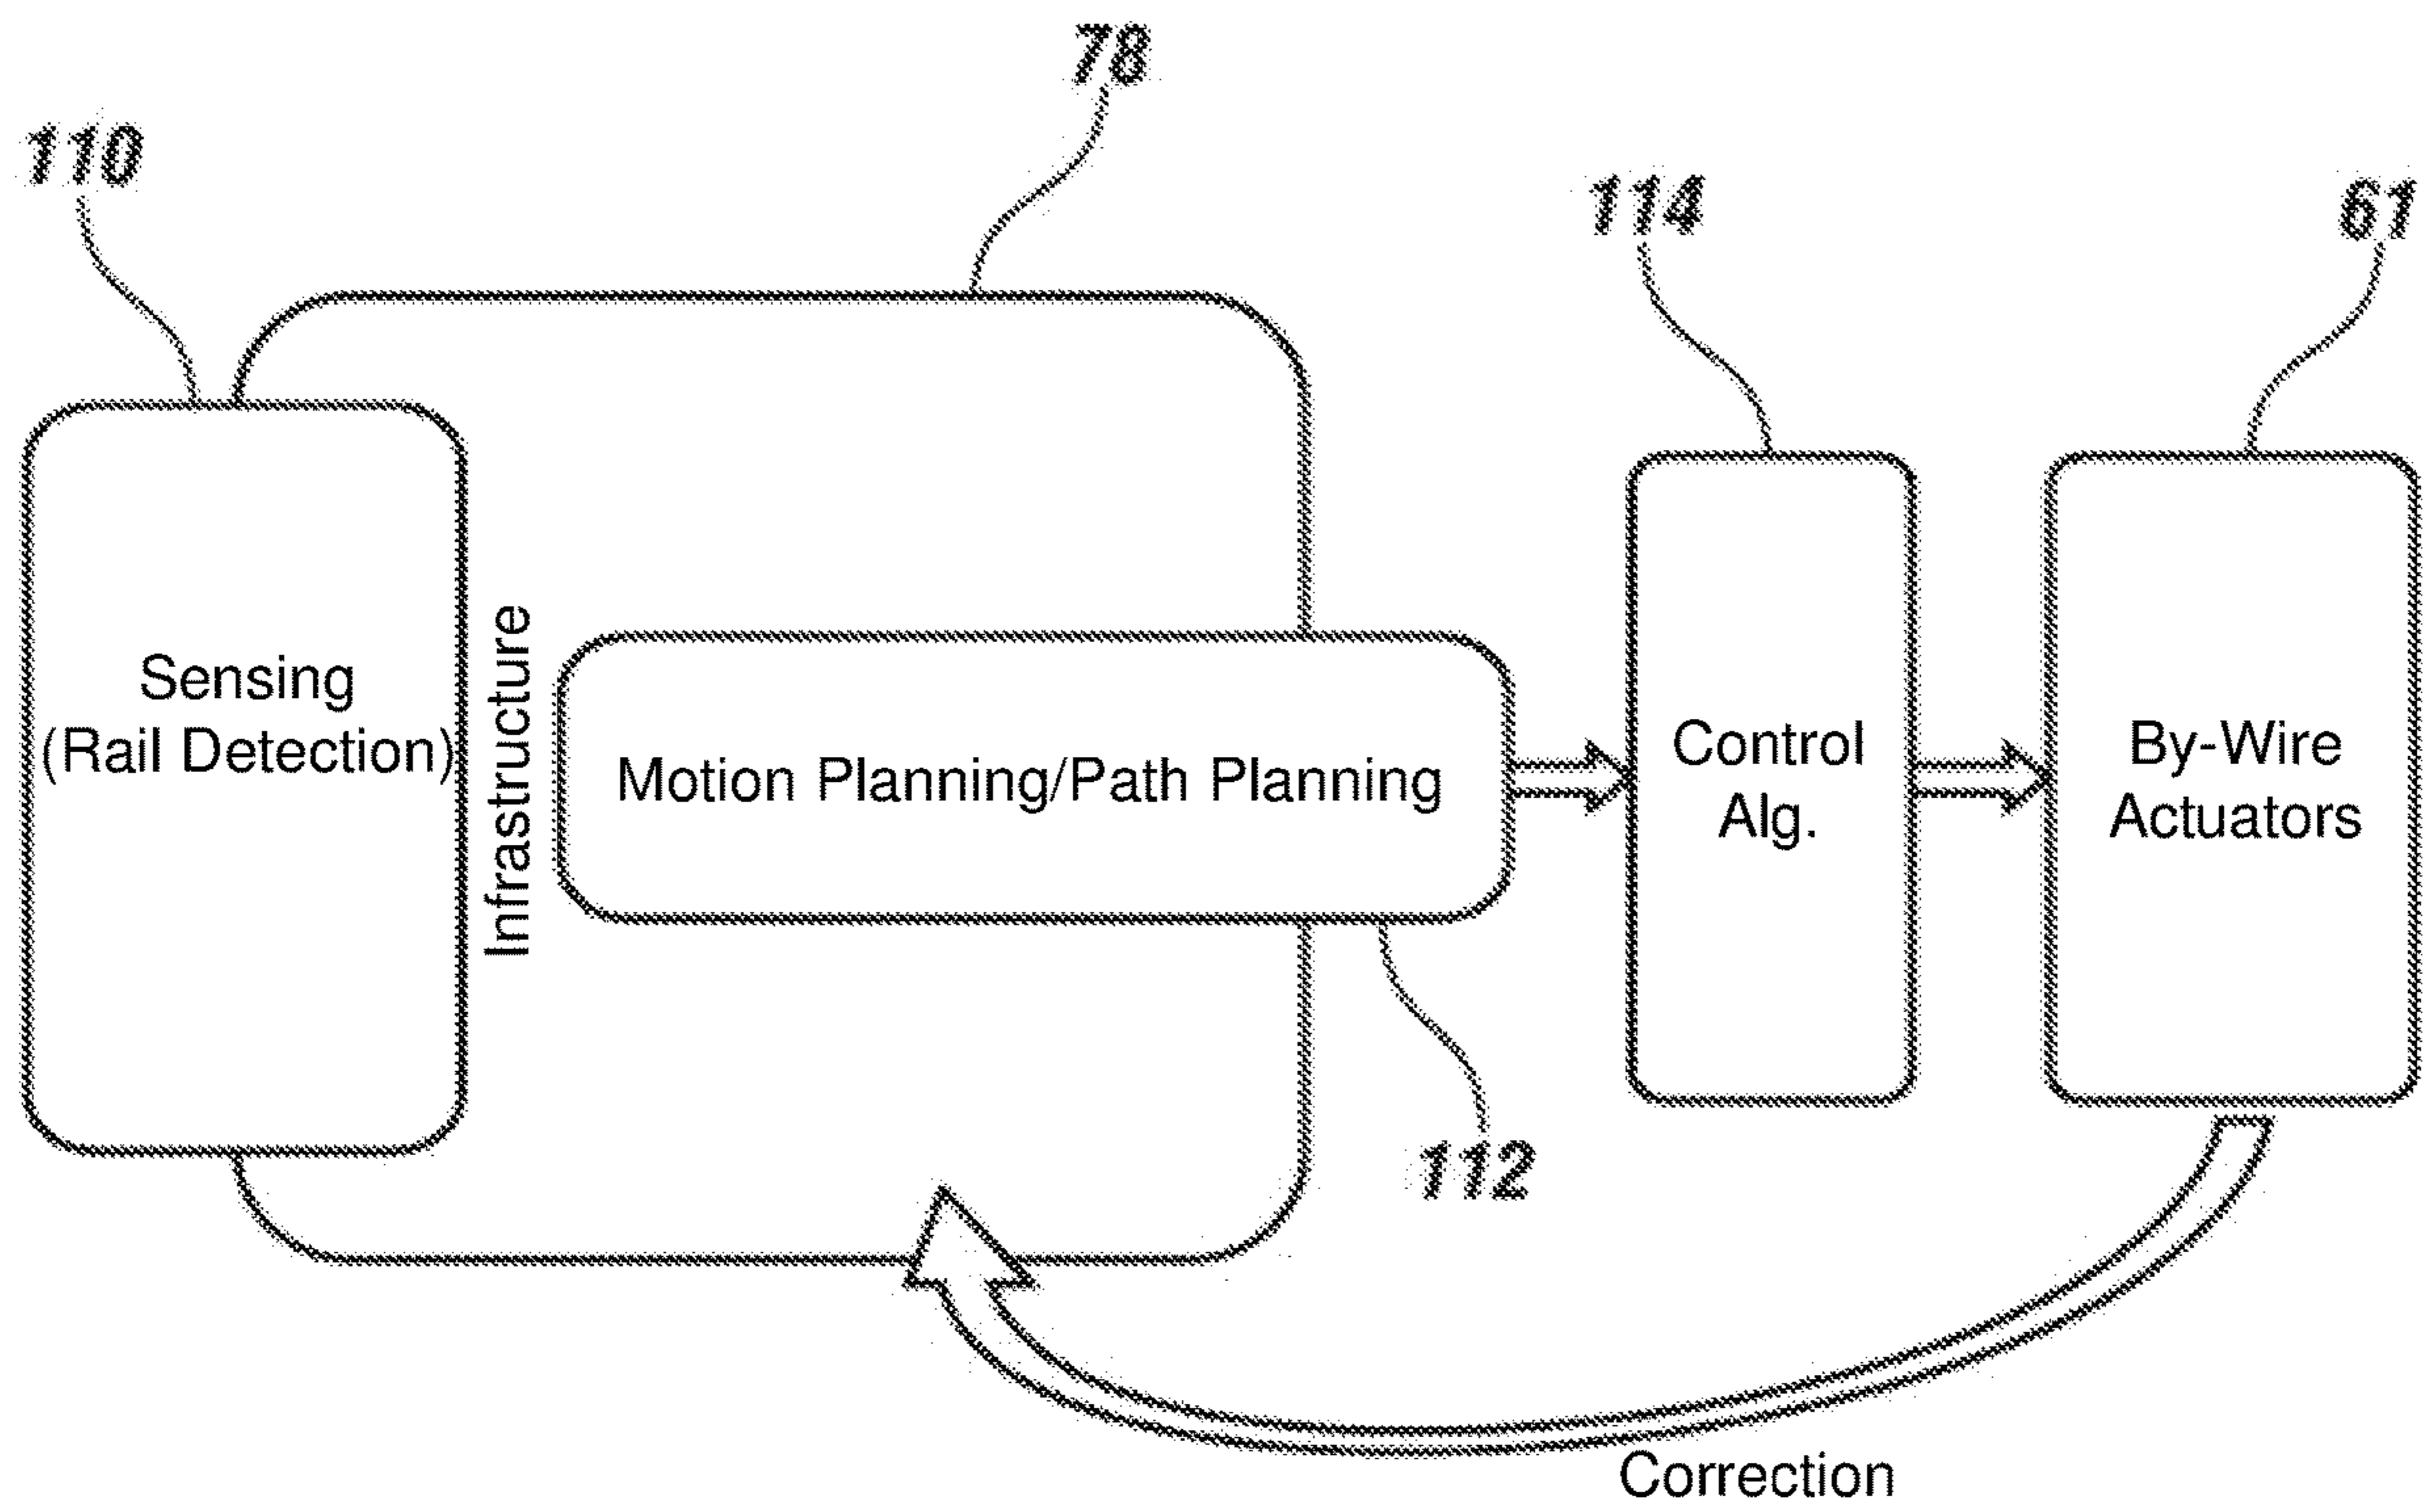 78
110
114
61
Sensing
(Rail Detection)
Infrastructure
Motion Planning/Path Planning
Control
Alg.
By-Wire
Actuators
112
Correction